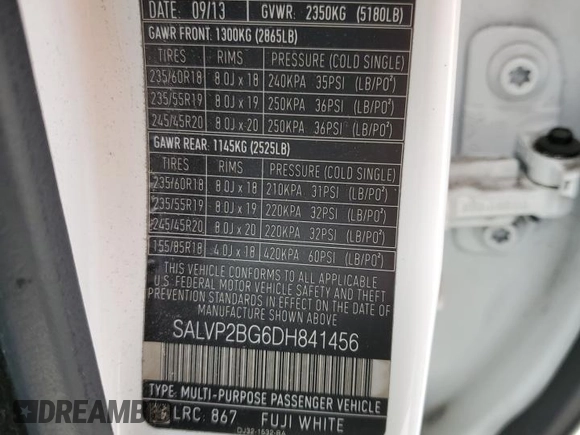 DATE: 09/13 GVWR: 2350KG (5180LB)
GAWR FRONT: 1300KG (2865LB)
TIRES RIMS PRESSURE (COLD SINGLE)
235/60R18 8.0J x 18 240KPA 35PSI (LB/PO²)
235/55R19 8.0J x 19 250KPA 36PSI (LB/PO²)
245/45R20 8.0J x 20 250KPA 36PSI (LB/PO²)
GAWR REAR: 1145KG (2525LB)
TIRES RIMS PRESSURE (COLD SINGLE)
235/60R18 8.0J x 18 210KPA 31PSI (LB/PO²)
235/55R19 8.0J x 19 220KPA 32PSI (LB/PO²)
245/45R20 8.0J x 20 220KPA 32PSI (LB/PO²)
155/85R18 4.0J x 18 420KPA 60PSI (LB/PO²)
THIS VEHICLE CONFORMS TO ALL APPLICABLE
U.S. FEDERAL MOTOR VEHICLE SAFETY AND THEFT
PREVENTION STANDARDS IN EFFECT ON THE DATE OF
MANUFACTURE SHOWN ABOVE
SALVP2BG6DH841456
TYPE: MULTI-PURPOSE PASSENGER VEHICLE
LRC 867 FUJI WHITE
DJ32-1532-BA